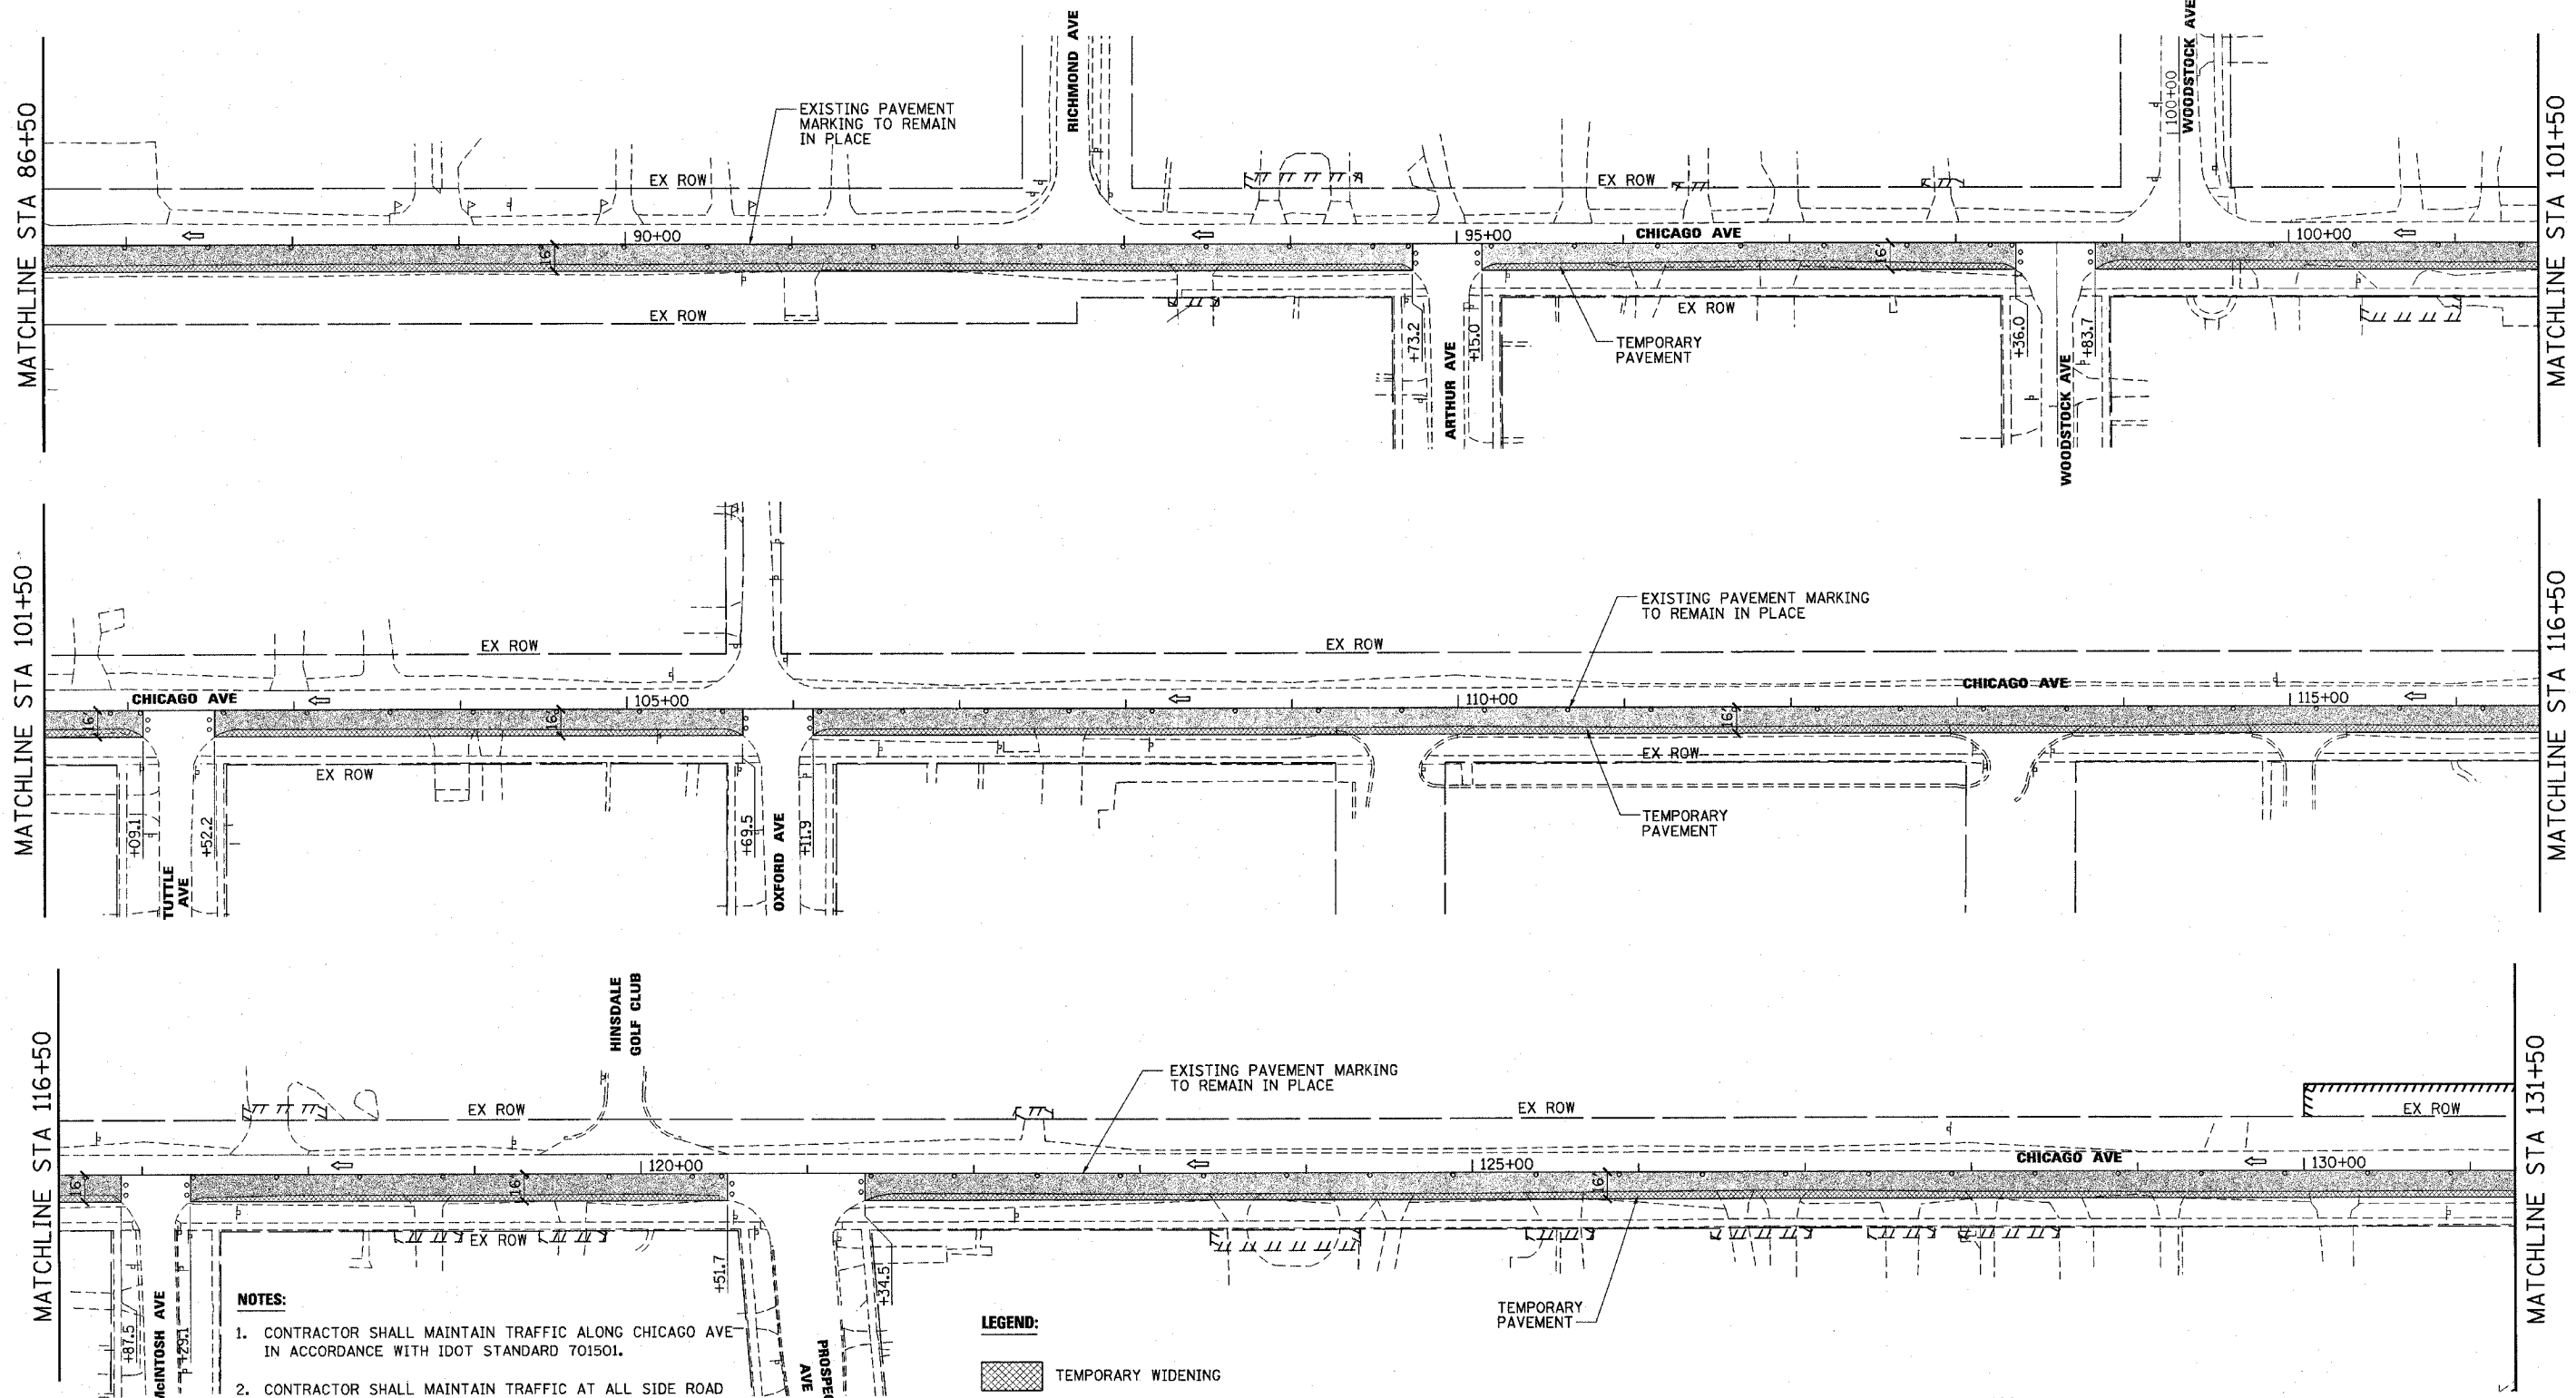 MATCHLINE STA 86+50
EXISTING PAVEMENT
MARKING TO REMAIN
IN PLACE
RICHMOND AVE
WOODSTOCK AVE
100+00
MATCHLINE STA 101+50
EX ROW
EX ROW
90+00
95+00
CHICAGO AVE
100+00
16'
16'
EX ROW
EX ROW
+73.2
ARTHUR AVE
+15.0
TEMPORARY
PAVEMENT
+36.0
WOODSTOCK AVE
+83.7
MATCHLINE STA 101+50
EXISTING PAVEMENT MARKING
TO REMAIN IN PLACE
MATCHLINE STA 116+50
EX ROW
EX ROW
CHICAGO AVE
105+00
110+00
CHICAGO AVE
115+00
16'
16'
16'
EX ROW
EX ROW
+09.1
TUTTLE
AVE
+52.2
+69.5
OXFORD AVE
+11.9
TEMPORARY
PAVEMENT
MATCHLINE STA 116+50
HINSDALE
GOLF CLUB
EXISTING PAVEMENT MARKING
TO REMAIN IN PLACE
MATCHLINE STA 131+50
EX ROW
EX ROW
EX ROW
120+00
125+00
CHICAGO AVE
130+00
16'
16'
16'
EX ROW
+87.5
McINTOSH AVE
+29.1
+51.7
PROSPEC
AVE
+34.5
TEMPORARY
PAVEMENT
NOTES:
1. CONTRACTOR SHALL MAINTAIN TRAFFIC ALONG CHICAGO AVE
IN ACCORDANCE WITH IDOT STANDARD 701501.
2. CONTRACTOR SHALL MAINTAIN TRAFFIC AT ALL SIDE ROAD
LEGEND:
TEMPORARY WIDENING